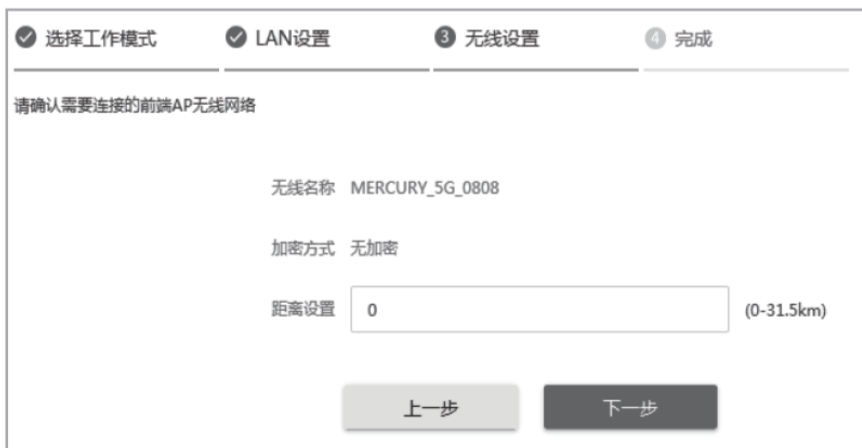 选择工作模式 LAN设置 3 无线设置 4 完成
请确认需要连接的前端AP无线网络
无线名称 MERCURY_5G_0808
加密方式 无加密
距离设置 0 (0-31.5km)
上一步 下一步